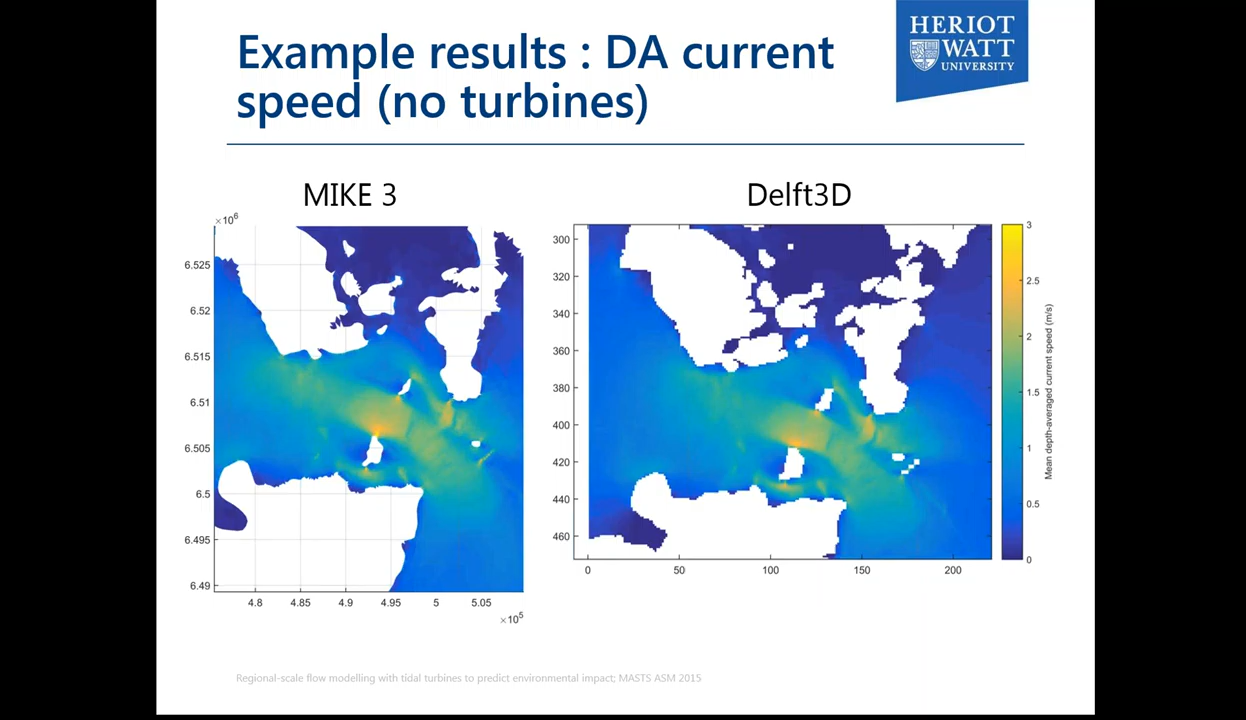 Example results : DA current
speed (no turbines)
HERIOT
WATT
UNIVERSITY
MIKE 3
×10⁶
6.525
6.52
6.515
6.51
6.505
6.5
6.495
6.49
4.8 4.85 4.9 4.95 5 5.05
×10⁵
Delft3D
300
320
340
360
380
400
420
440
460
0 50 100 150 200
3
2.5
2
1.5
1
0.5
0
Mean depth-averaged current speed (m/s)
Regional-scale flow modelling with tidal turbines to predict environmental impact; MASTS ASM 2015